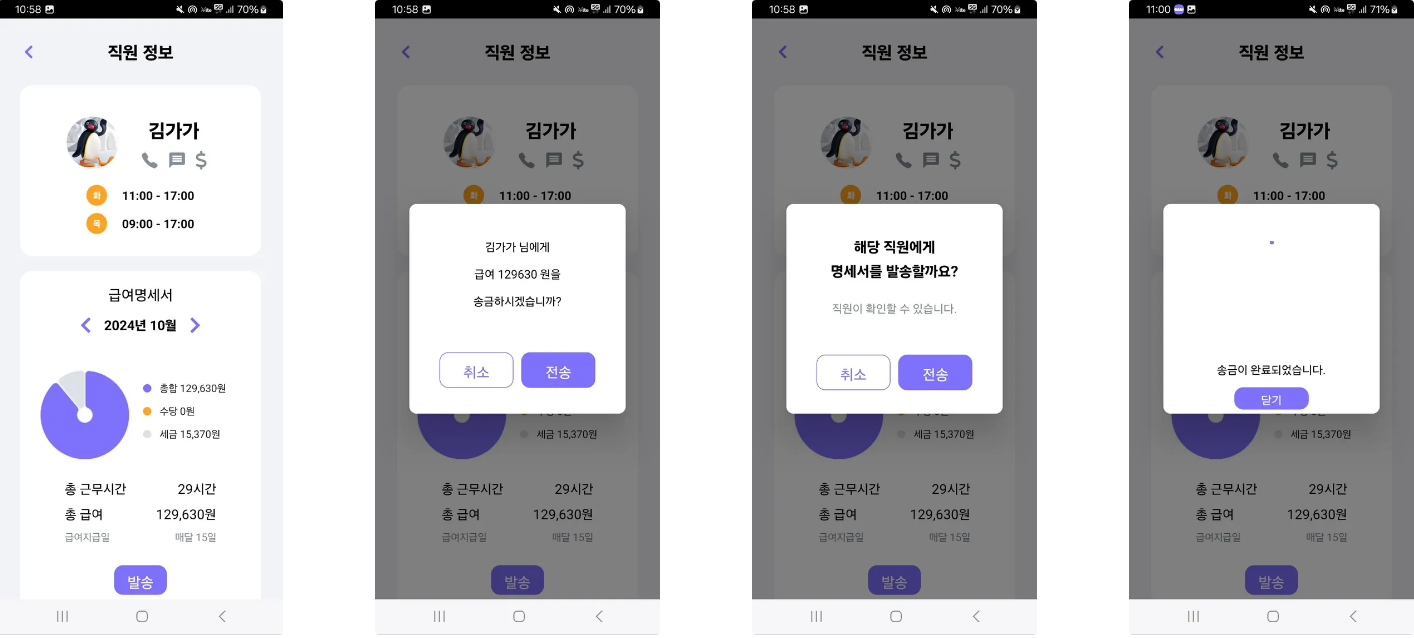 10:58 70%
직원 정보
김가가
화 11:00 - 17:00
목 09:00 - 17:00
급여명세서
2024년 10월
총합 129,630원
수당 0원
세금 15,370원
총 근무시간 29시간
총 급여 129,630원
급여지급일 매달 15일
발송
10:58 70%
직원 정보
김가가
화 11:00 - 17:00
김가가 님에게
급여 129630 원을
송금하시겠습니까?
취소 전송
세금 15,370원
총 근무시간 29시간
총 급여 129,630원
급여지급일 매달 15일
발송
10:58 70%
직원 정보
김가가
화 11:00 - 17:00
해당 직원에게
명세서를 발송할까요?
직원이 확인할 수 있습니다.
취소 전송
세금 15,370원
총 근무시간 29시간
총 급여 129,630원
급여지급일 매달 15일
발송
11:00 71%
직원 정보
김가가
화 11:00 - 17:00
송금이 완료되었습니다.
닫기
세금 15,370원
총 근무시간 29시간
총 급여 129,630원
급여지급일 매달 15일
발송